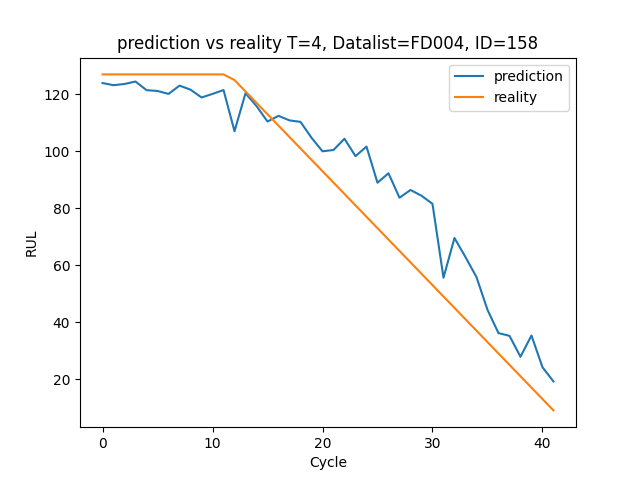 prediction vs reality T=4, Datalist=FD004, ID=158
prediction
reality
RUL
120
100
80
60
40
20
0 10 20 30 40
Cycle